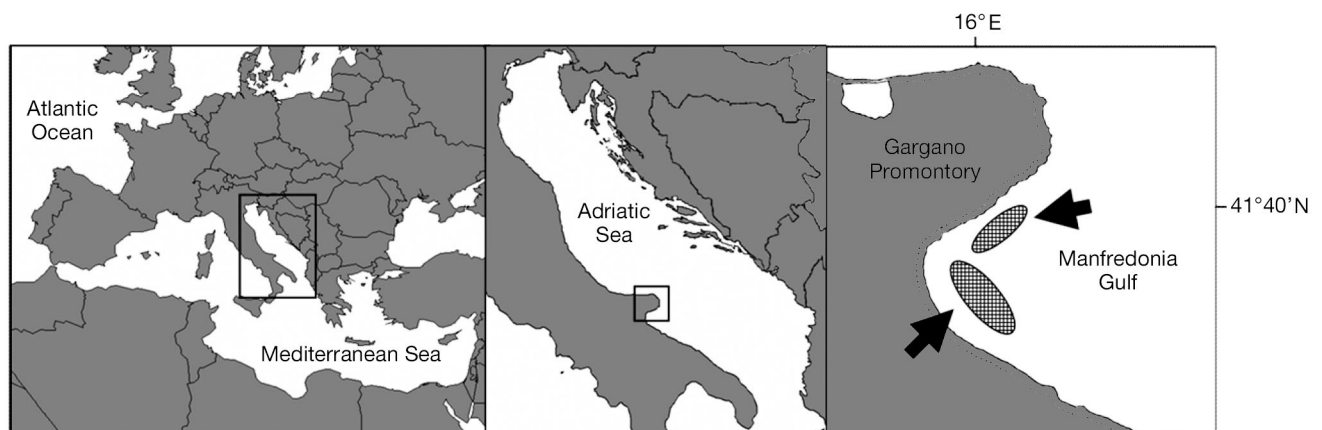 Atlantic
Ocean
Mediterranean Sea
Adriatic
Sea
16°E
Gargano
Promontory
41°40'N
Manfredonia
Gulf